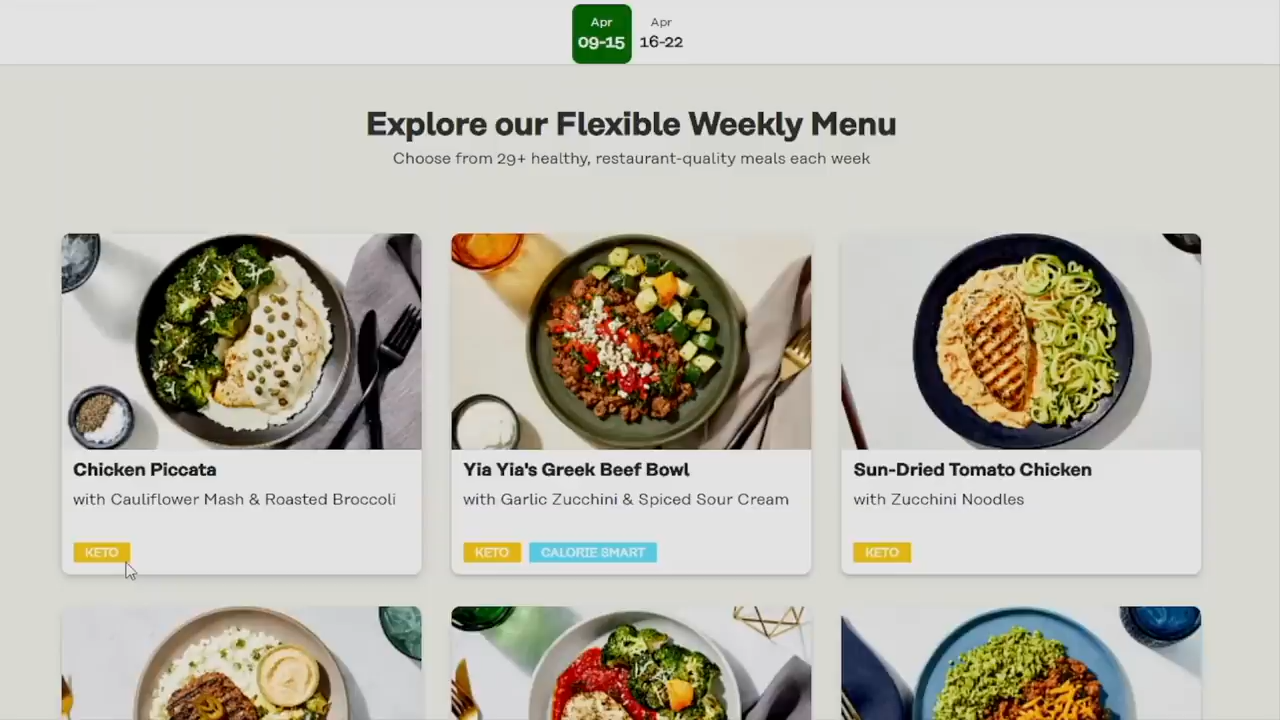 Apr
09-15
Apr
16-22
Explore our Flexible Weekly Menu
Choose from 29+ healthy, restaurant-quality meals each week
Chicken Piccata
with Cauliflower Mash & Roasted Broccoli
KETO
Yia Yia's Greek Beef Bowl
with Garlic Zucchini & Spiced Sour Cream
KETO
CALORIE SMART
Sun-Dried Tomato Chicken
with Zucchini Noodles
KETO